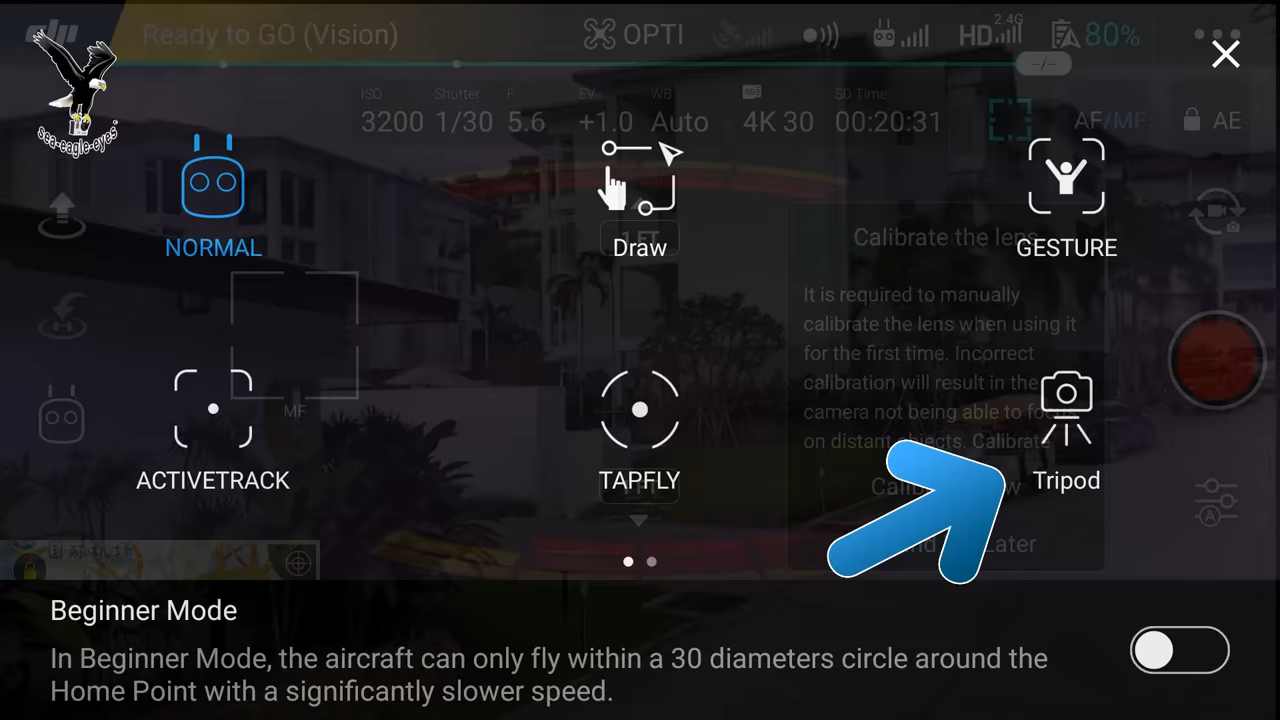 dji
Ready to GO (Vision)
OPTI
HD
2.4G
80%
-/-
sea-eagle-eyes
ISO
Shutter
F
EV
WB
SD Time
3200
1/30
5.6
+1.0
Auto
4K 30
00:20:31
AF/MF
AE
NORMAL
Draw
GESTURE
1 FT
Calibrate the lens
It is required to manually
calibrate the lens when using it
for the first time. Incorrect
calibration will result in the
camera not being able to
on distant objects. Calibrate
MF
ACTIVETRACK
TAPFLY
Tripod
Later
A
Beginner Mode
In Beginner Mode, the aircraft can only fly within a 30 diameters circle around the
Home Point with a significantly slower speed.